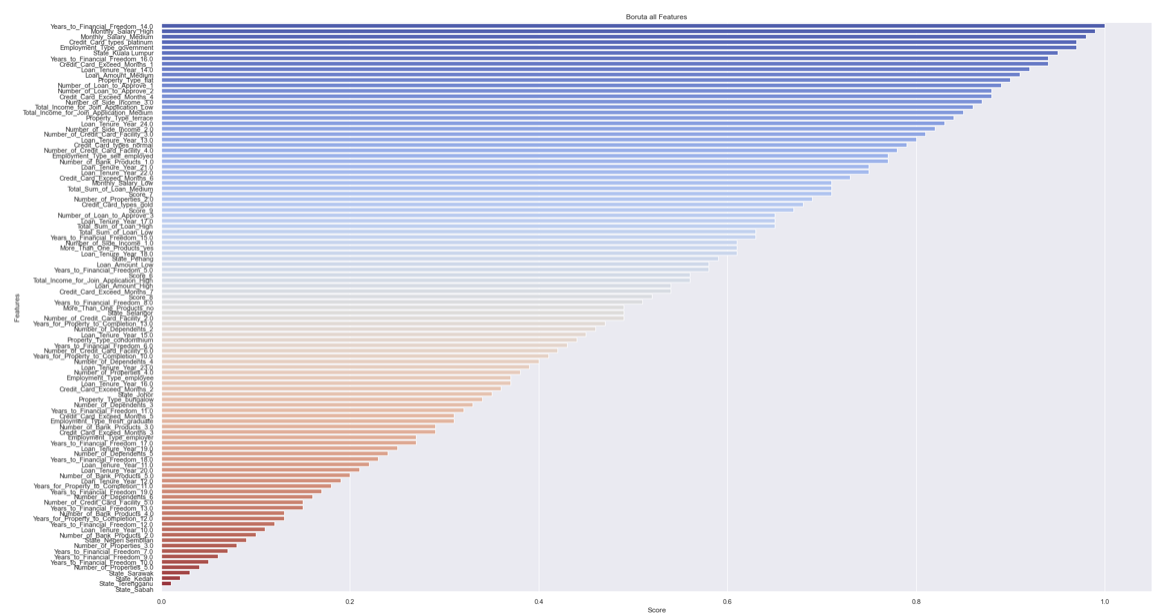 Boruta all Features
Years_to_Financial_Freedom_14.0
Monthly_Salary_High
Monthly_Salary_Medium
Credit_Card_types_platinum
Employment_Type_government
State_Kuala Lumpur
Years_to_Financial_Freedom_16.0
Credit_Card_Exceed_Months_1
Loan_Tenure_Year_14.0
Loan_Amount_Medium
Property_Type_flat
Number_of_Loan_to_Approve_1
Number_of_Loan_to_Approve_2
Credit_Card_Exceed_Months_4
Number_of_Side_Income_3.0
Total_Income_for_Join_Application_Low
Total_Income_for_Join_Application_Medium
Property_Type_terrace
Loan_Tenure_Year_24.0
Number_of_Side_Income_2.0
Number_of_Credit_Card_Facility_3.0
Loan_Tenure_Year_13.0
Credit_Card_types_normal
Number_of_Credit_Card_Facility_4.0
Employment_Type_self_employed
Number_of_Bank_Products_1.0
Loan_Tenure_Year_21.0
Loan_Tenure_Year_22.0
Credit_Card_Exceed_Months_6
Monthly_Salary_Low
Total_Sum_of_Loan_Medium
Score_7
Number_of_Properties_2.0
Credit_Card_types_gold
Score_9
Number_of_Loan_to_Approve_3
Loan_Tenure_Year_17.0
Total_Sum_of_Loan_High
Total_Sum_of_Loan_Low
Years_to_Financial_Freedom_15.0
Number_of_Side_Income_1.0
More_Than_One_Products_yes
Loan_Tenure_Year_18.0
State_Penang
Loan_Amount_Low
Years_to_Financial_Freedom_5.0
Score_6
Total_Income_for_Join_Application_High
Loan_Amount_High
Credit_Card_Exceed_Months_7
Score_8
Years_to_Financial_Freedom_8.0
More_Than_One_Products_no
State_Selangor
Number_of_Credit_Card_Facility_2.0
Years_for_Property_to_Completion_13.0
Number_of_Dependents_2
Loan_Tenure_Year_15.0
Property_Type_condominium
Years_to_Financial_Freedom_6.0
Number_of_Credit_Card_Facility_6.0
Years_for_Property_to_Completion_10.0
Number_of_Dependents_4
Loan_Tenure_Year_23.0
Number_of_Properties_4.0
Employment_Type_employee
Loan_Tenure_Year_16.0
Credit_Card_Exceed_Months_2
State_Johor
Property_Type_bungalow
Number_of_Dependents_3
Years_to_Financial_Freedom_11.0
Credit_Card_Exceed_Months_5
Employment_Type_fresh_graduate
Number_of_Bank_Products_3.0
Credit_Card_Exceed_Months_3
Employment_Type_employer
Years_to_Financial_Freedom_17.0
Loan_Tenure_Year_19.0
Number_of_Dependents_5
Years_to_Financial_Freedom_18.0
Loan_Tenure_Year_11.0
Loan_Tenure_Year_20.0
Number_of_Bank_Products_5.0
Loan_Tenure_Year_12.0
Years_for_Property_to_Completion_11.0
Years_to_Financial_Freedom_19.0
Number_of_Dependents_6
Number_of_Credit_Card_Facility_5.0
Years_to_Financial_Freedom_13.0
Number_of_Bank_Products_4.0
Years_for_Property_to_Completion_12.0
Years_to_Financial_Freedom_12.0
Loan_Tenure_Year_10.0
Number_of_Bank_Products_2.0
State_Negeri Sembilan
Number_of_Properties_3.0
Years_to_Financial_Freedom_7.0
Years_to_Financial_Freedom_9.0
Years_to_Financial_Freedom_10.0
Number_of_Properties_5.0
State_Sarawak
State_Kedah
State_Terengganu
State_Sabah
Features
0.0 0.2 0.4 0.6 0.8 1.0
Score